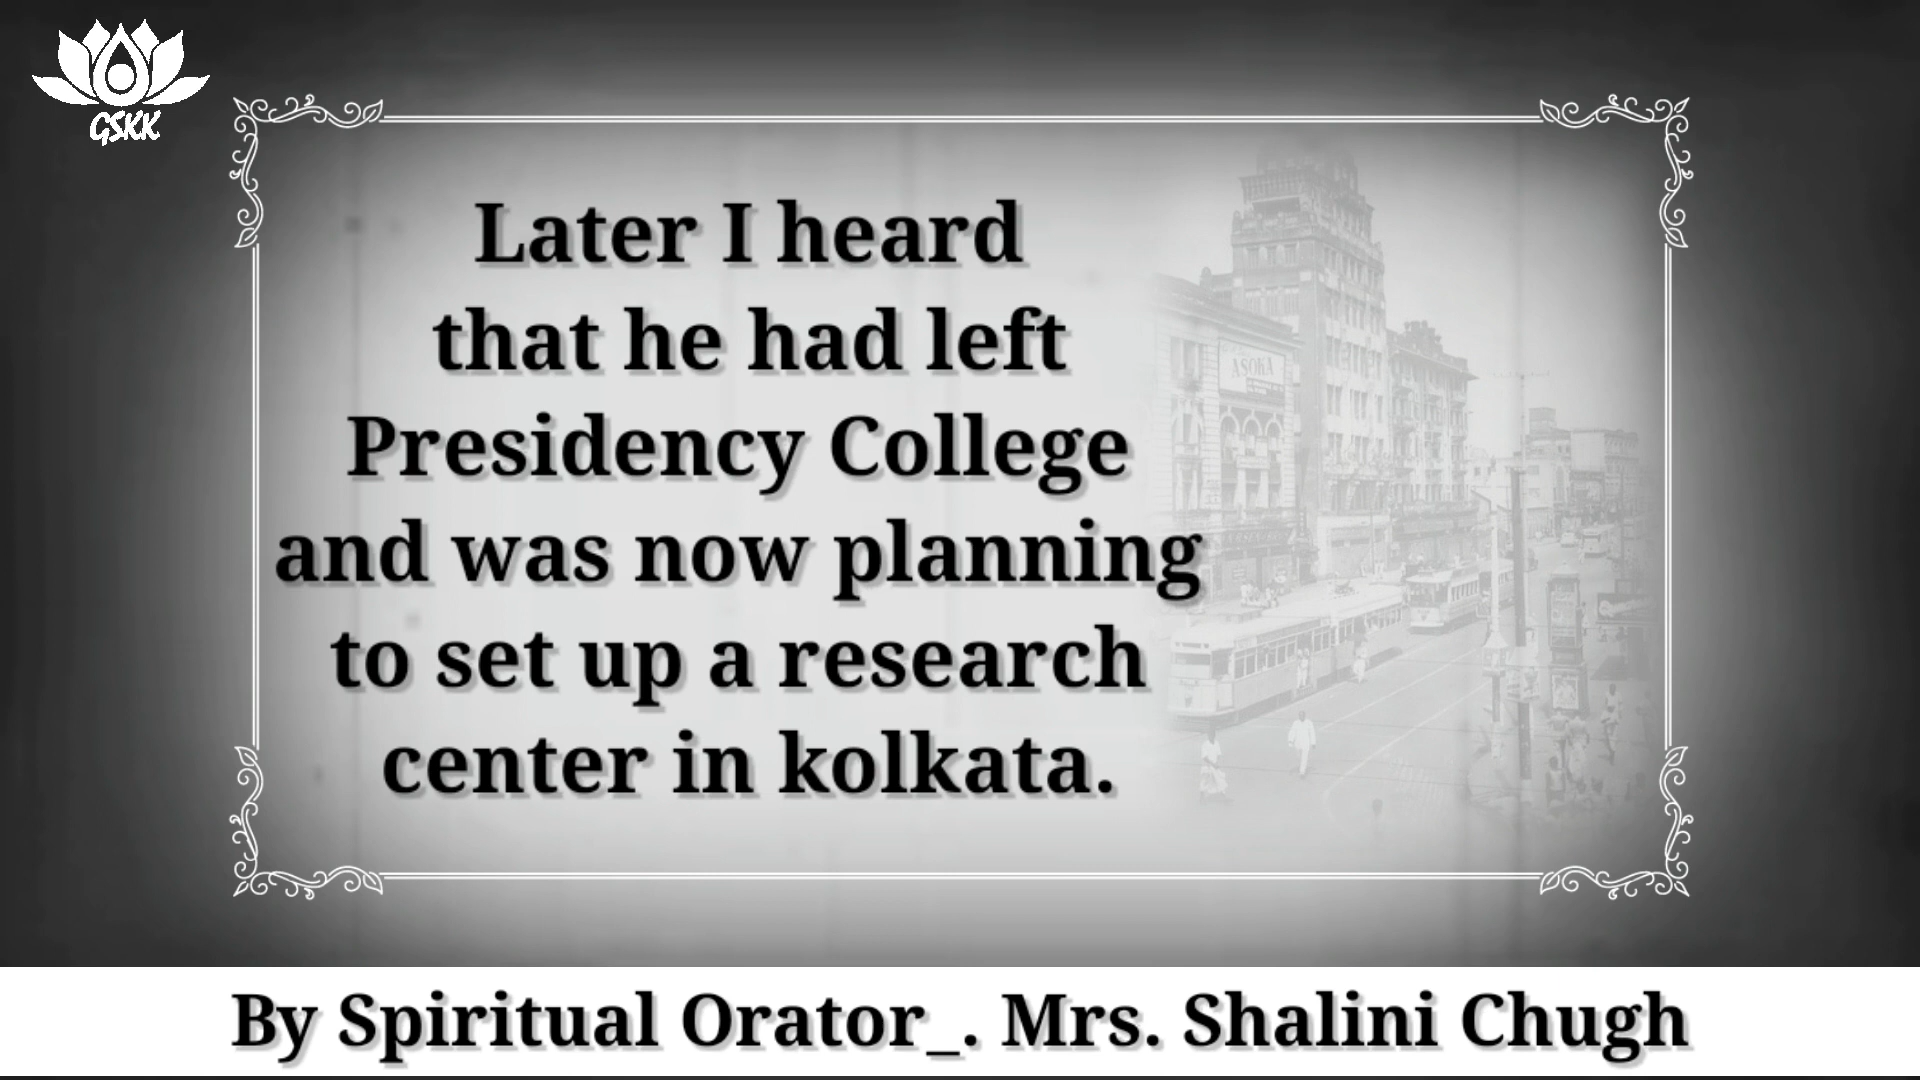 GSKK
Later I heard
that he had left
Presidency College
and was now planning
to set up a research
center in kolkata.
ASOKA
By Spiritual Orator_. Mrs. Shalini Chugh